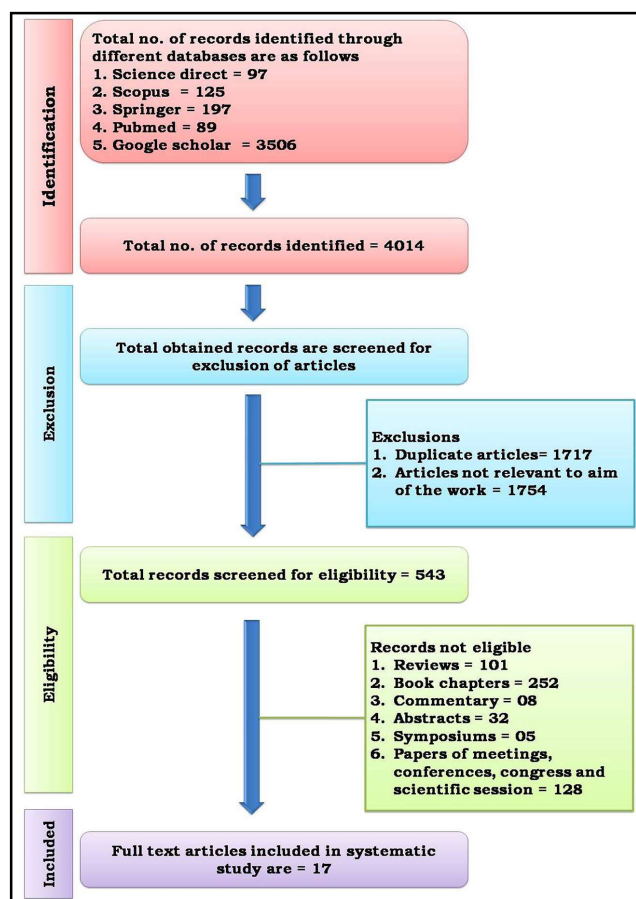 Identification
Total no. of records identified through
different databases are as follows
1. Science direct = 97
2. Scopus = 125
3. Springer = 197
4. Pubmed = 89
5. Google scholar = 3506
Total no. of records identified = 4014
Exclusion
Total obtained records are screened for
exclusion of articles
Exclusions
1. Duplicate articles= 1717
2. Articles not relevant to aim
of the work = 1754
Eligibility
Total records screened for eligibility = 543
Records not eligible
1. Reviews = 101
2. Book chapters = 252
3. Commentary = 08
4. Abstracts = 32
5. Symposiums = 05
6. Papers of meetings,
conferences, congress and
scientific session = 128
Included
Full text articles included in systematic
study are = 17